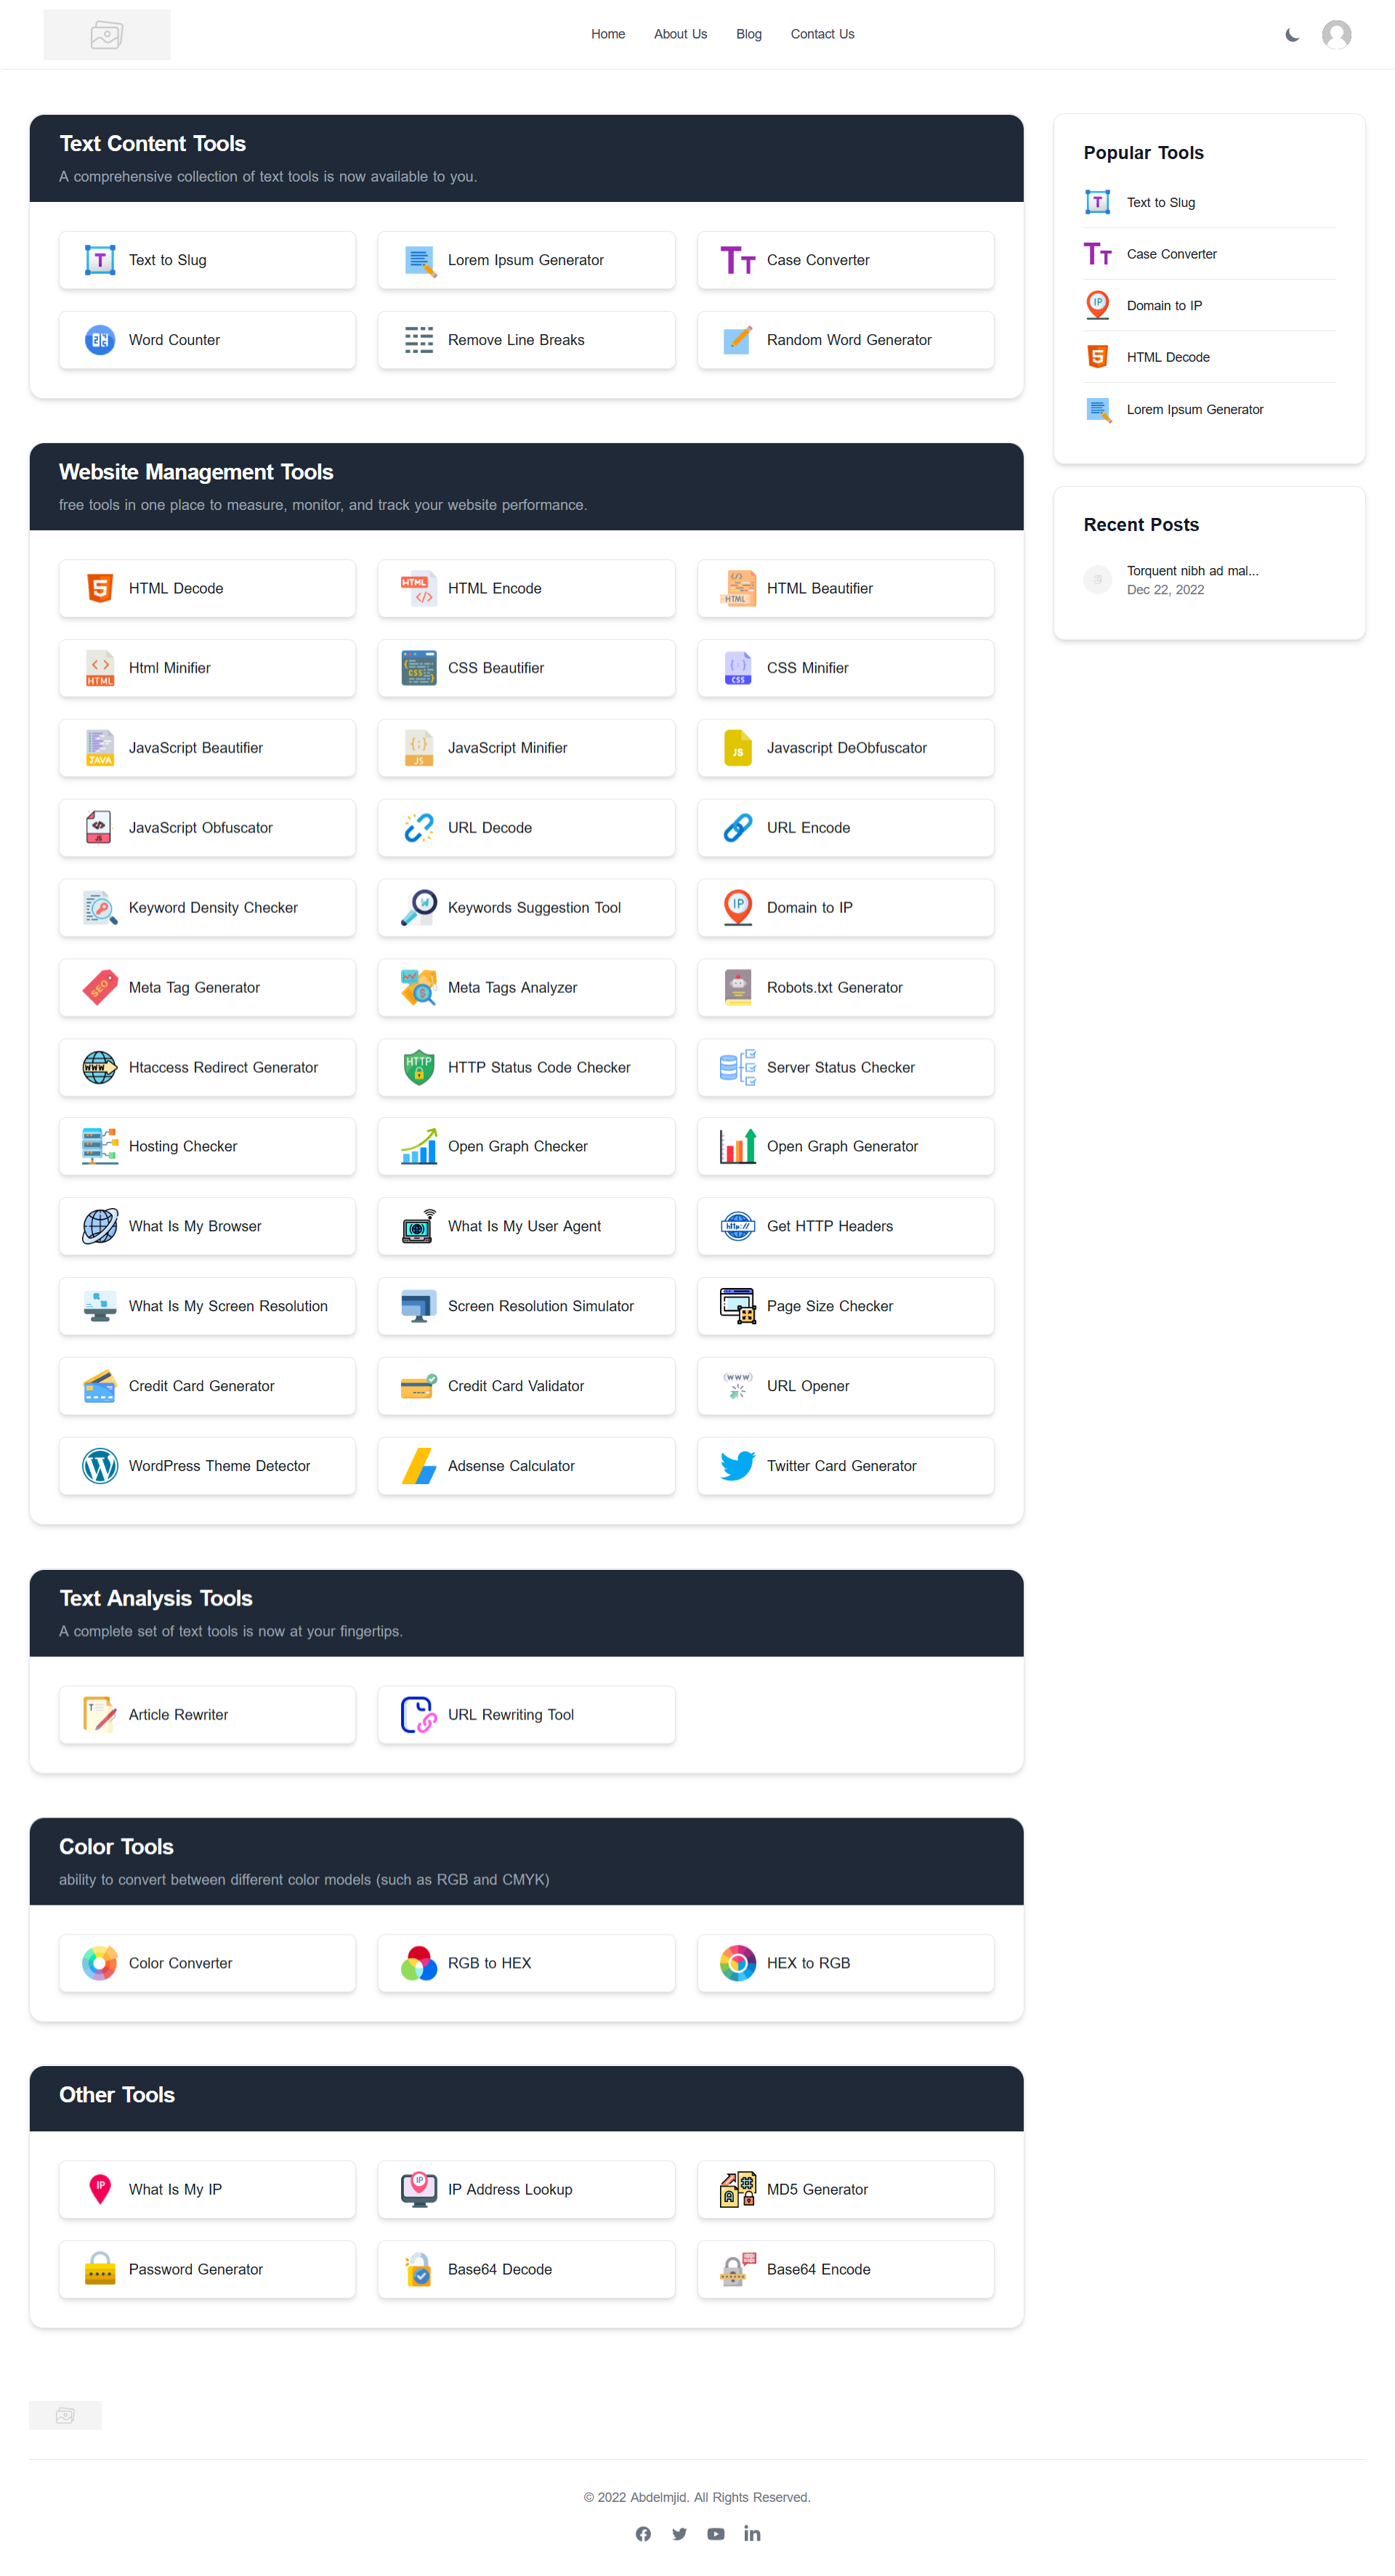 Home About Us Blog Contact Us
Text Content Tools
A comprehensive collection of text tools is now available to you.
Text to Slug
Lorem Ipsum Generator
Case Converter
Word Counter
Remove Line Breaks
Random Word Generator
Website Management Tools
free tools in one place to measure, monitor, and track your website performance.
HTML Decode
HTML Encode
HTML Beautifier
Html Minifier
CSS Beautifier
CSS Minifier
JavaScript Beautifier
JavaScript Minifier
Javascript DeObfuscator
JavaScript Obfuscator
URL Decode
URL Encode
Keyword Density Checker
Keywords Suggestion Tool
Domain to IP
Meta Tag Generator
Meta Tags Analyzer
Robots.txt Generator
Htaccess Redirect Generator
HTTP Status Code Checker
Server Status Checker
Hosting Checker
Open Graph Checker
Open Graph Generator
What Is My Browser
What Is My User Agent
Get HTTP Headers
What Is My Screen Resolution
Screen Resolution Simulator
Page Size Checker
Credit Card Generator
Credit Card Validator
URL Opener
WordPress Theme Detector
Adsense Calculator
Twitter Card Generator
Text Analysis Tools
A complete set of text tools is now at your fingertips.
Article Rewriter
URL Rewriting Tool
Color Tools
ability to convert between different color models (such as RGB and CMYK)
Color Converter
RGB to HEX
HEX to RGB
Other Tools
What Is My IP
IP Address Lookup
MD5 Generator
Password Generator
Base64 Decode
Base64 Encode
Popular Tools
Text to Slug
Case Converter
Domain to IP
HTML Decode
Lorem Ipsum Generator
Recent Posts
Torquent nibh ad mal...
Dec 22, 2022
© 2022 Abdelmjid. All Rights Reserved.